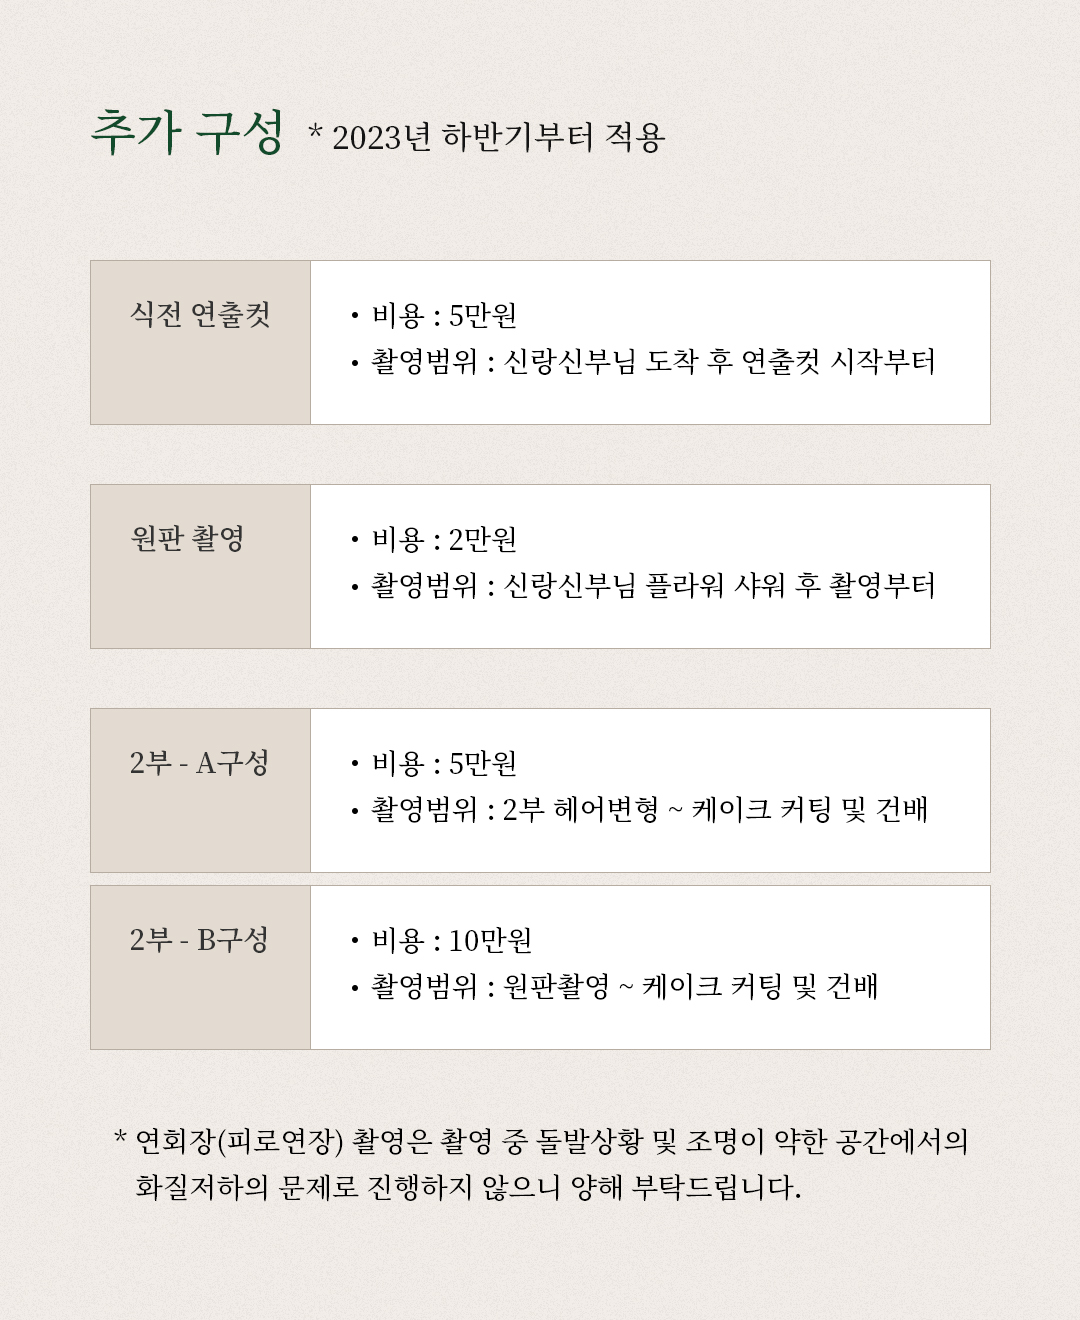 추가 구성 * 2023년 하반기부터 적용
식전 연출컷
• 비용 : 5만원
• 촬영범위 : 신랑신부님 도착 후 연출컷 시작부터
원판 촬영
• 비용 : 2만원
• 촬영범위 : 신랑신부님 플라워 샤워 후 촬영부터
2부 - A구성
• 비용 : 5만원
• 촬영범위 : 2부 헤어변형 ~ 케이크 커팅 및 건배
2부 - B구성
• 비용 : 10만원
• 촬영범위 : 원판촬영 ~ 케이크 커팅 및 건배
* 연회장(피로연장) 촬영은 촬영 중 돌발상황 및 조명이 약한 공간에서의
화질저하의 문제로 진행하지 않으니 양해 부탁드립니다.